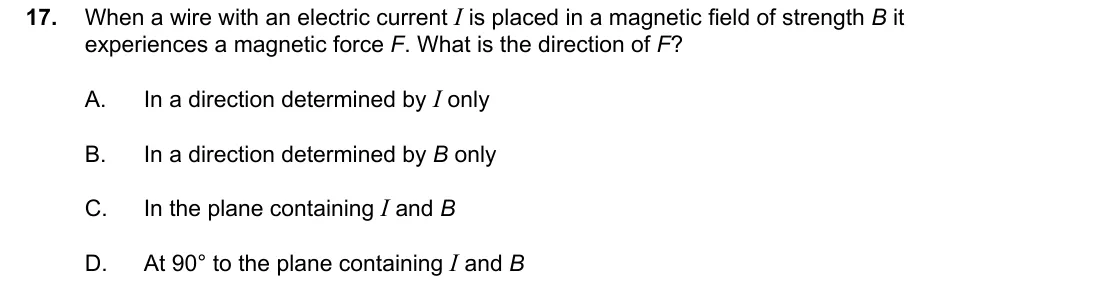 17. When a wire with an electric current I is placed in a magnetic field of strength B it
experiences a magnetic force F. What is the direction of F?
A. In a direction determined by I only
B. In a direction determined by B only
C. In the plane containing I and B
D. At 90° to the plane containing I and B